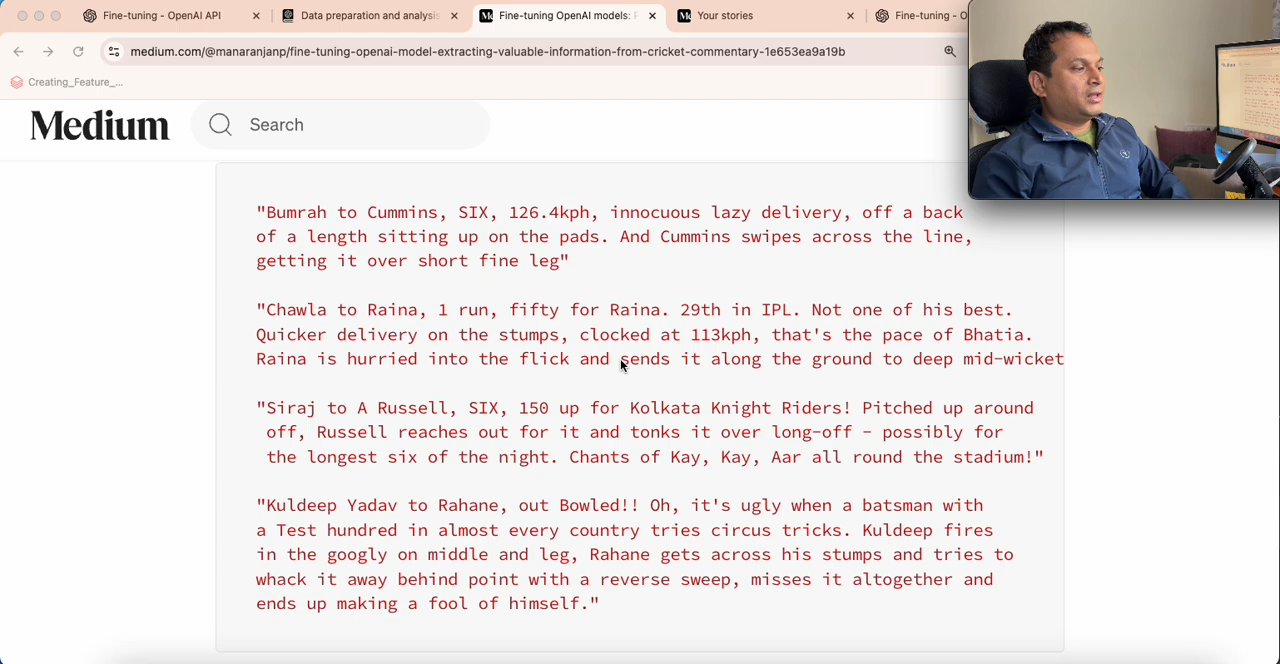 Fine-tuning - OpenAI API
Data preparation and analysis
Fine-tuning OpenAI models:
Your stories
Fine-tuning - O
medium.com/@manaranjanp/fine-tuning-openai-model-extracting-valuable-information-from-cricket-commentary-1e653ea9a19b
Creating_Feature_...
Medium
Search
"Bumrah to Cummins, SIX, 126.4kph, innocuous lazy delivery, off a back
of a length sitting up on the pads. And Cummins swipes across the line,
getting it over short fine leg"
"Chawla to Raina, 1 run, fifty for Raina. 29th in IPL. Not one of his best.
Quicker delivery on the stumps, clocked at 113kph, that's the pace of Bhatia.
Raina is hurried into the flick and sends it along the ground to deep mid-wicket
"Siraj to A Russell, SIX, 150 up for Kolkata Knight Riders! Pitched up around
off, Russell reaches out for it and tonks it over long-off - possibly for
the longest six of the night. Chants of Kay, Kay, Aar all round the stadium!"
"Kuldeep Yadav to Rahane, out Bowled!! Oh, it's ugly when a batsman with
a Test hundred in almost every country tries circus tricks. Kuldeep fires
in the googly on middle and leg, Rahane gets across his stumps and tries to
whack it away behind point with a reverse sweep, misses it altogether and
ends up making a fool of himself."